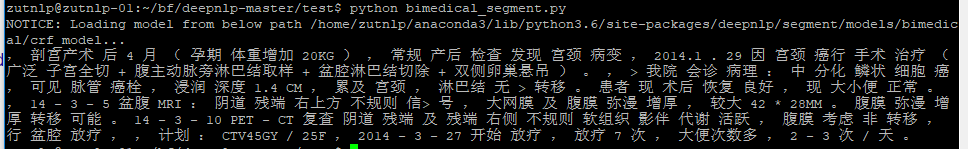 zutnlp@zutnlp-01:~/bf/deepnlp-master/test$ python bimedical_segment.py
NOTICE: Loading model from below path /home/zutnlp/anaconda3/lib/python3.6/site-packages/deepnlp/segment/models/bimedic
al/crf_model...
， 剖宫产术 后 4 月 （ 孕期 体重增加 20KG ） ， 常规 产后 检查 发现 宫颈 病变 ， 2014.1 . 29 因 宫颈 癌行 手术 治疗 （
广泛 子宫全切 + 腹主动脉旁淋巴结取样 + 盆腔淋巴结切除 + 双侧卵巢悬吊 ） 。 ， > 我院 会诊 病理 ： 中 分化 鳞状 细胞 癌
， 可见 脉管 癌栓 ， 浸润 深度 1.4 CM ， 累及 宫颈 ， 淋巴结 无 > 转移 。 患者 现 术后 恢复 良好 ， 现 大小便 正常 。
， 14 - 3 - 5 盆腹 MRI ： 阴道 残端 右上方 不规则 信> 号 ， 大网膜 及 腹膜 弥漫 增厚 ， 较大 42 * 28MM 。 腹膜 弥漫 增
厚 转移 可能 。 14 - 3 - 10 PET - CT 复查 阴道 残端 及 残端 右侧 不规则 软组织 影伴 代谢 活跃 ， 腹膜 考虑 非 转移 ，
行 盆腔 放疗 ， ， 计划 ： CTV45GY / 25F ， 2014 - 3 - 27 开始 放疗 ， 放疗 7 次 ， 大便次数多 ， 2 - 3 次 / 天 。